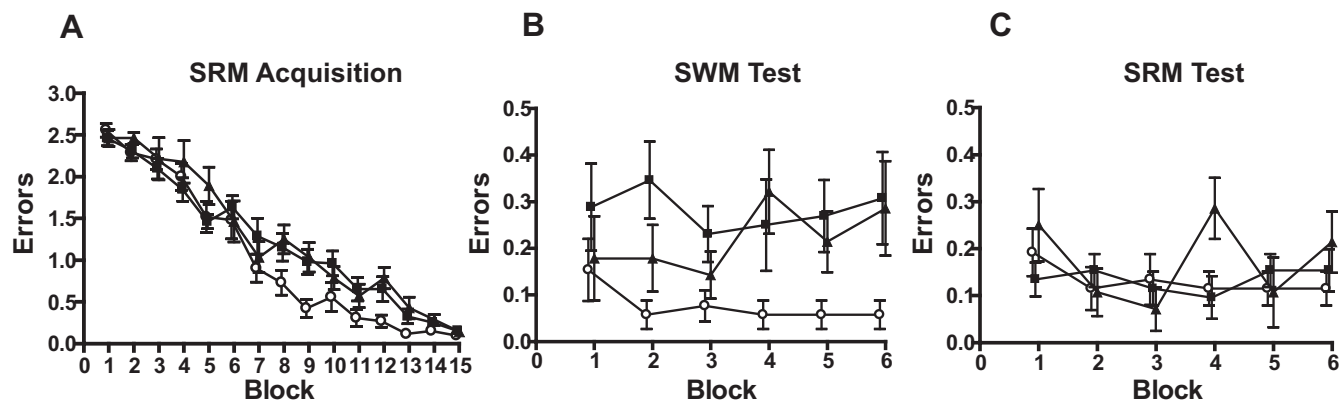 A
SRM Acquisition
Errors
3.0
2.5
2.0
1.5
1.0
0.5
0.0
0 1 2 3 4 5 6 7 8 9 10 11 12 13 14 15
Block
B
SWM Test
Errors
0.5
0.4
0.3
0.2
0.1
0.0
0 1 2 3 4 5 6
Block
C
SRM Test
Errors
0.5
0.4
0.3
0.2
0.1
0.0
0 1 2 3 4 5 6
Block